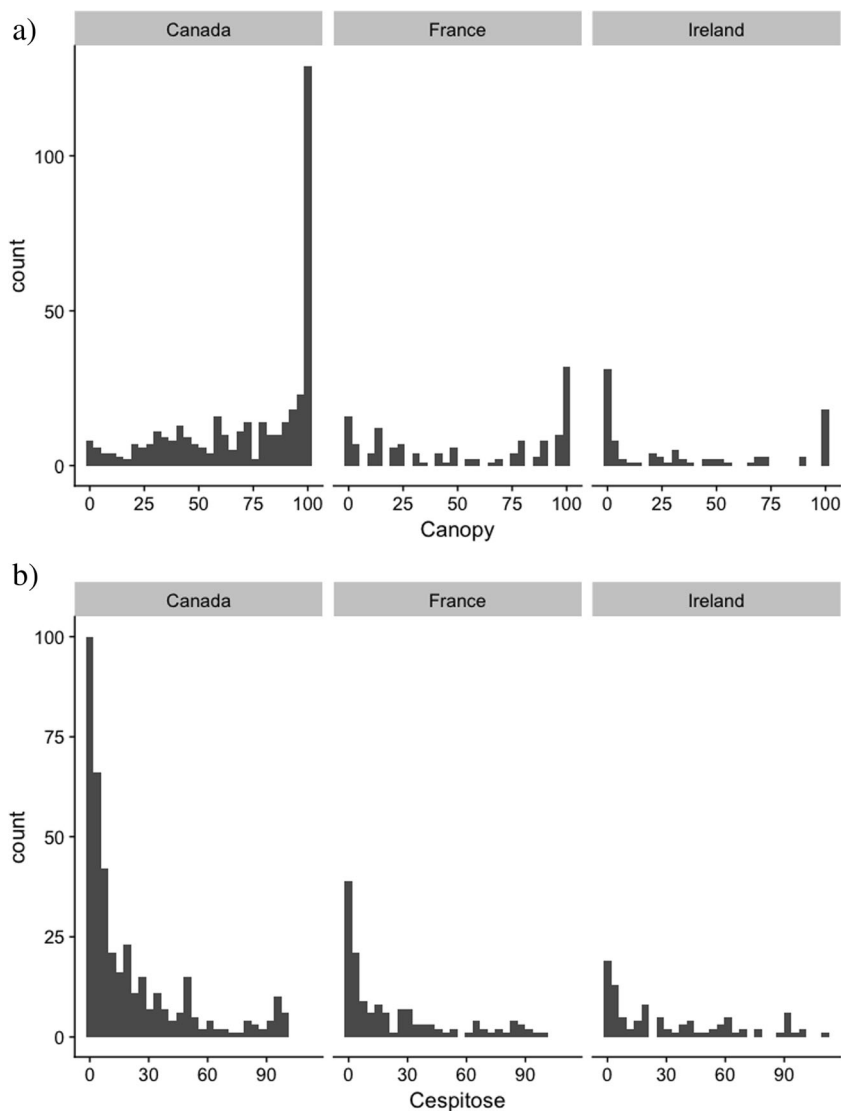 a)
Canada France Ireland
100
50
0
count
0 25 50 75 100 0 25 50 75 100 0 25 50 75 100
Canopy
b)
Canada France Ireland
100
75
50
25
0
count
0 30 60 90 0 30 60 90 0 30 60 90
Cespitose